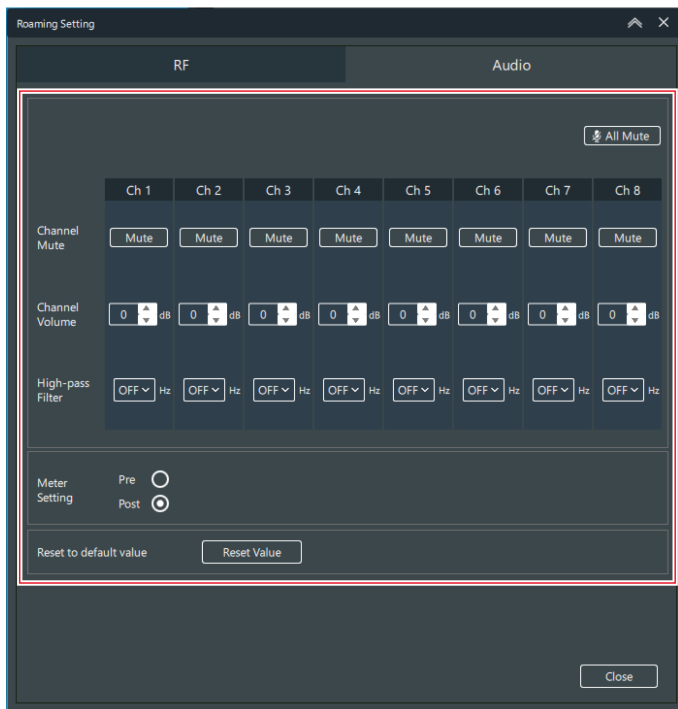 Roaming Setting
RF Audio
All Mute
Ch 1 Ch 2 Ch 3 Ch 4 Ch 5 Ch 6 Ch 7 Ch 8
Channel
Mute
Mute Mute Mute Mute Mute Mute Mute Mute
Channel
Volume
0 dB 0 dB 0 dB 0 dB 0 dB 0 dB 0 dB 0 dB
High-pass
Filter
OFF Hz OFF Hz OFF Hz OFF Hz OFF Hz OFF Hz OFF Hz OFF Hz
Meter
Setting
Pre
Post
Reset to default value Reset Value
Close